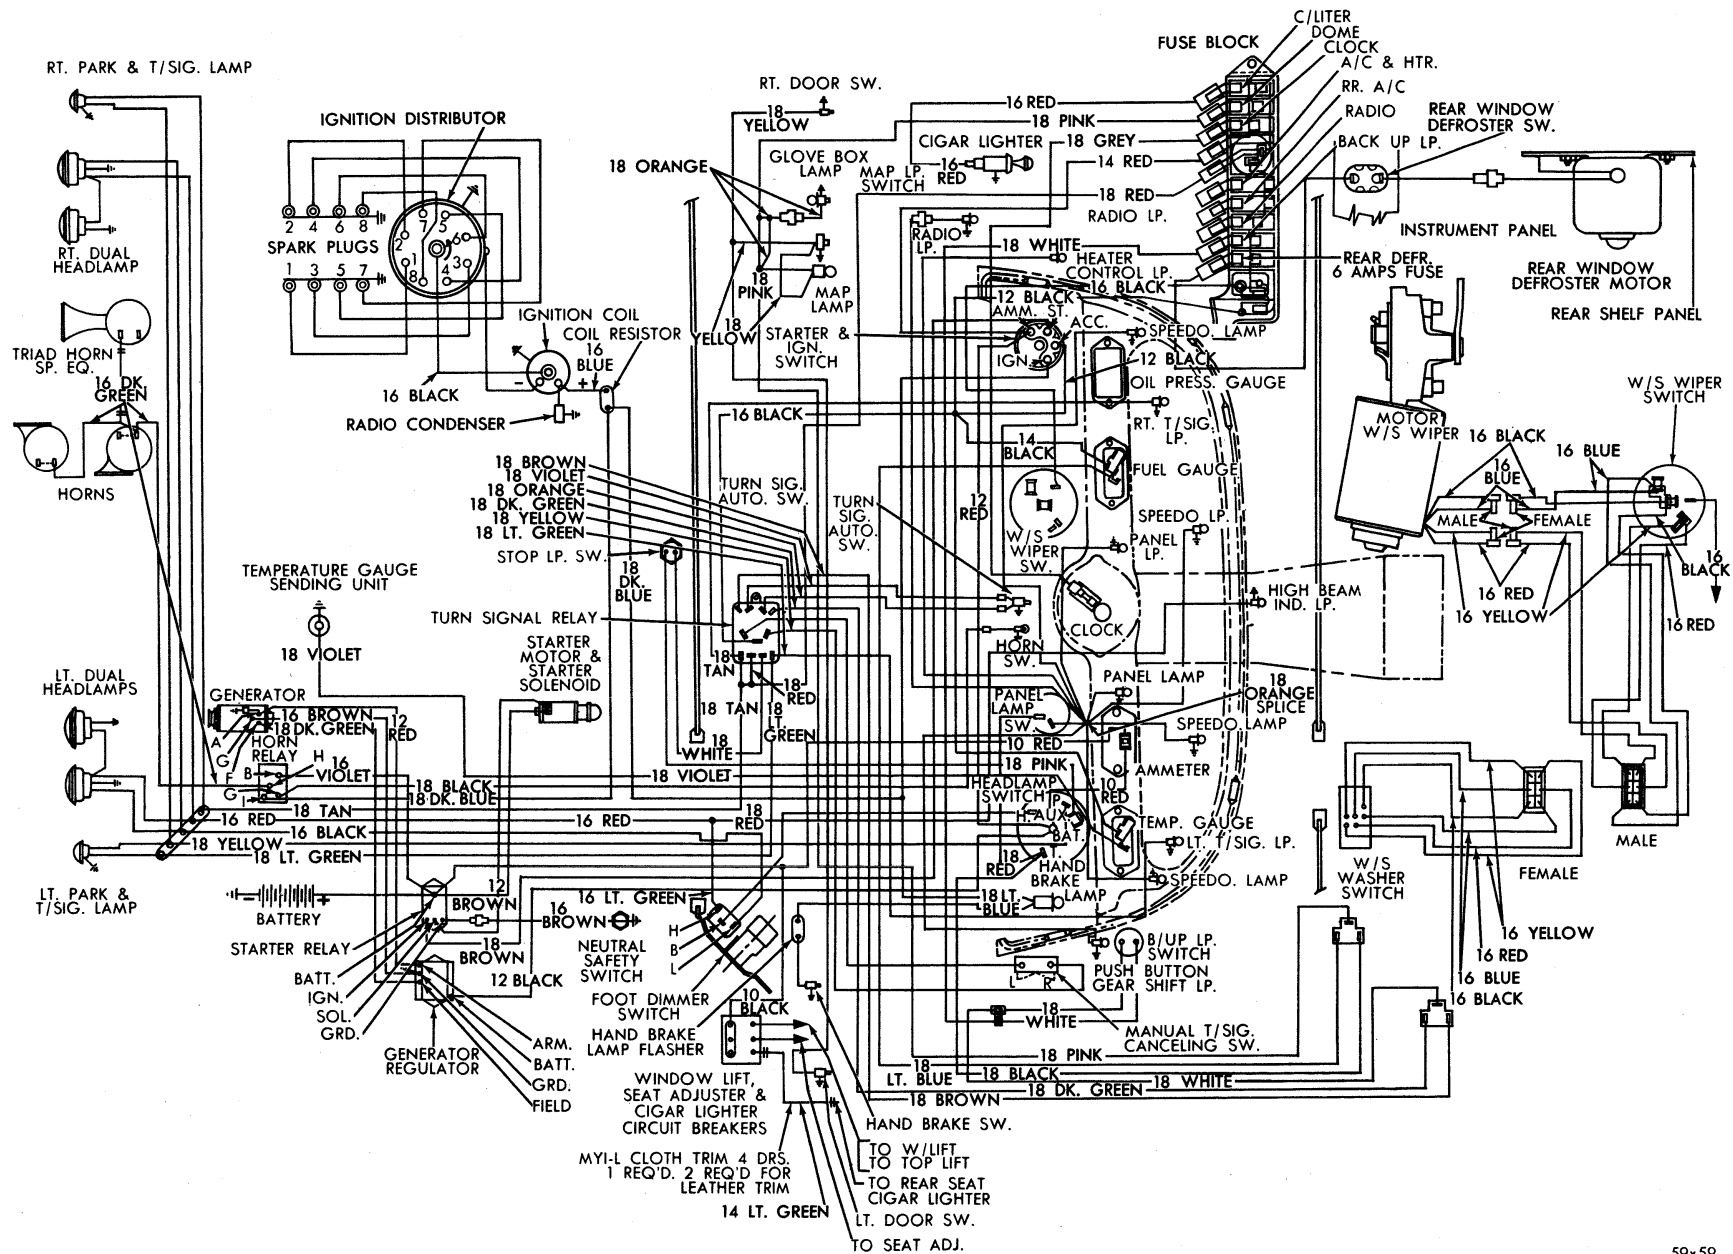 C/LITER
DOME
CLOCK
A/C & HTR.
RR. A/C
RADIO
BACK UP LP.
FUSE BLOCK
RT. PARK & T/SIG. LAMP
RT. DOOR SW.
18
YELLOW
16 RED
18 PINK
18 GREY
14 RED
18 RED
CIGAR LIGHTER
16
RED
REAR WINDOW
DEFROSTER SW.
IGNITION DISTRIBUTOR
18 ORANGE
GLOVE BOX
LAMP
MAP LP.
SWITCH
RADIO LP.
RADIO
LP.
2 4 6 8
SPARK PLUGS
1 3 5 7
7 5
2
6
1
3
8 4
RT. DUAL
HEADLAMP
18 WHITE
HEATER
CONTROL LP.
16 BLACK
INSTRUMENT PANEL
REAR DEFR.
6 AMPS FUSE
REAR WINDOW
DEFROSTER MOTOR
REAR SHELF PANEL
18
PINK
MAP
LAMP
18
YELLOW
12 BLACK
AMM. ST.
ACC.
IGN.
STARTER &
IGN.
SWITCH
SPEEDO. LAMP
12 BLACK
OIL PRESS. GAUGE
IGNITION COIL
COIL RESISTOR
16
BLUE
- +
16 BLACK
RADIO CONDENSER
TRIAD HORN
SP. EQ.
16 DK.
GREEN
HORNS
16 BLACK
RT. T/SIG.
LP.
14
BLACK
FUEL GAUGE
W/S WIPER
SWITCH
MOTOR
W/S WIPER
16 BLACK
16
BLUE
16 BLUE
MALE
FEMALE
16
BLACK
16 RED
16 YELLOW
16 RED
18 BROWN
18 VIOLET
18 ORANGE
18 DK. GREEN
18 YELLOW
18 LT. GREEN
STOP LP. SW.
TURN SIG.
AUTO. SW.
TURN
SIG.
AUTO.
SW.
12
RED
W/S
WIPER
SW.
SPEEDO LP.
PANEL
LP.
18
DK.
BLUE
TEMPERATURE GAUGE
SENDING UNIT
18 VIOLET
TURN SIGNAL RELAY
STARTER
MOTOR &
STARTER
SOLENOID
CLOCK
HIGH BEAM
IND. LP.
HORN
SW.
18
TAN
18
RED
18 TAN
18
LT.
GREEN
18
WHITE
PANEL LAMP
PANEL
LAMP
SW.
18
ORANGE
SPLICE
SPEEDO LAMP
10 RED
LT. DUAL
HEADLAMPS
GENERATOR
16 BROWN
18 DK. GREEN
12
RED
A
G
F
HORN
RELAY
H
B
G
I
16
VIOLET
18 VIOLET
18 PINK
AMMETER
18 BLACK
18 DK. BLUE
HEADLAMP
SWITCH
P
H
AUX.
BAT.
10
RED
18 TAN
16 RED
16 RED
18
RED
16 BLACK
18 YELLOW
18 LT. GREEN
TEMP. GAUGE
LT. T/SIG. LP.
18
RED
HAND
BRAKE
LAMP
SPEEDO. LAMP
W/S
WASHER
SWITCH
FEMALE
MALE
LT. PARK &
T/SIG. LAMP
- +
BATTERY
12
BROWN
16
BROWN
16 LT. GREEN
18 LT.
BLUE
STARTER RELAY
BATT.
IGN.
SOL.
GRD.
18
BROWN
NEUTRAL
SAFETY
SWITCH
H
B
L
12 BLACK
FOOT DIMMER
SWITCH
HAND BRAKE
LAMP FLASHER
10
BLACK
B/UP LP.
SWITCH
PUSH BUTTON
GEAR SHIFT LP.
L R
16 YELLOW
16 RED
16 BLUE
16 BLACK
18
WHITE
MANUAL T/SIG.
CANCELING SW.
GENERATOR
REGULATOR
ARM.
BATT.
GRD.
FIELD
WINDOW LIFT,
SEAT ADJUSTER &
CIGAR LIGHTER
CIRCUIT BREAKERS
18 PINK
18
LT. BLUE
18 BLACK
18 WHITE
18 DK. GREEN
18 BROWN
HAND BRAKE SW.
MYI-L CLOTH TRIM 4 DRS.
1 REQ'D. 2 REQ'D FOR
LEATHER TRIM
TO W/LIFT
TO TOP LIFT
TO REAR SEAT
CIGAR LIGHTER
14 LT. GREEN
LT. DOOR SW.
TO SEAT ADJ.
59x59